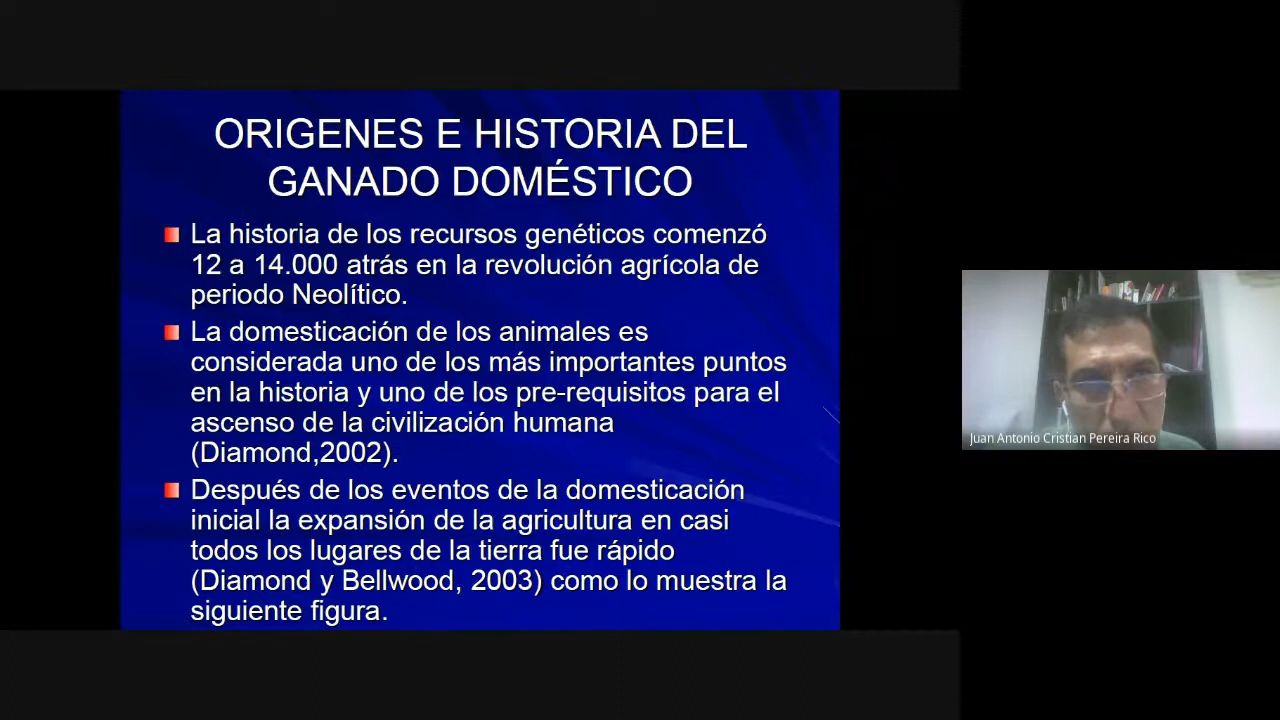 ORIGENES E HISTORIA DEL
GANADO DOMÉSTICO
La historia de los recursos genéticos comenzó
12 a 14.000 atrás en la revolución agrícola de
periodo Neolítico.
La domesticación de los animales es
considerada uno de los más importantes puntos
en la historia y uno de los pre-requisitos para el
ascenso de la civilización humana
(Diamond,2002).
Después de los eventos de la domesticación
inicial la expansión de la agricultura en casi
todos los lugares de la tierra fue rápido
(Diamond y Bellwood, 2003) como lo muestra la
siguiente figura.
Juan Antonio Cristian Pereira Rico